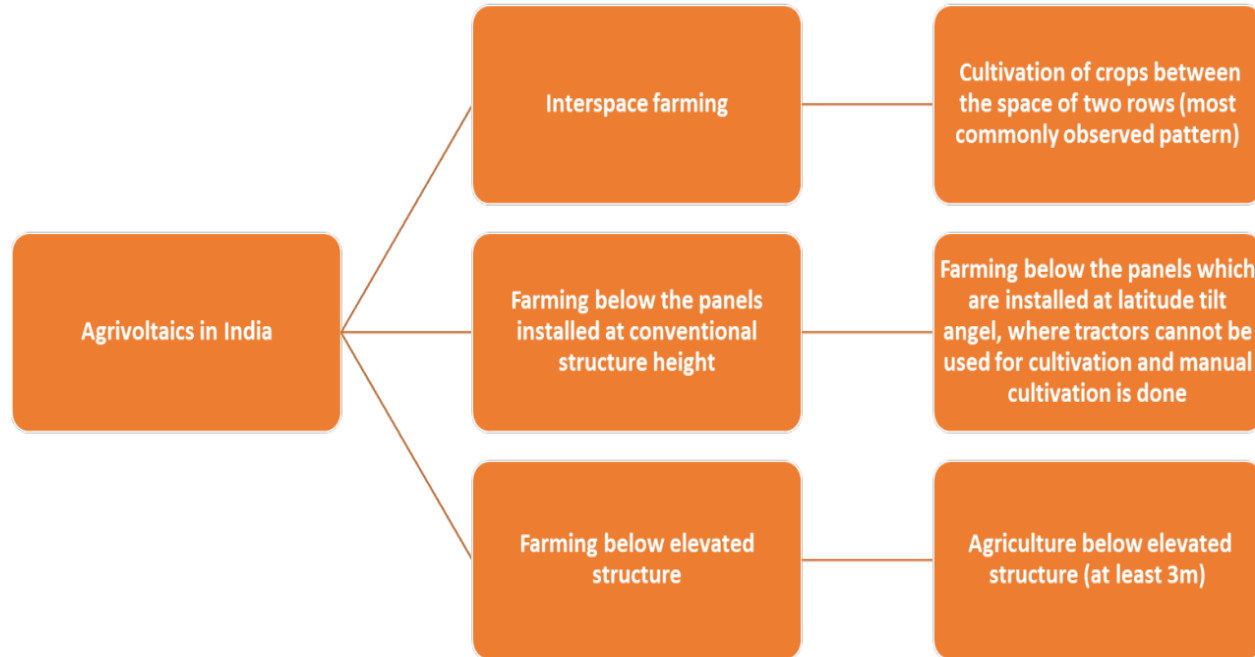 Agrivoltaics in India
Interspace farming
Cultivation of crops between
the space of two rows (most
commonly observed pattern)
Farming below the panels
installed at conventional
structure height
Farming below the panels which
are installed at latitude tilt
angel, where tractors cannot be
used for cultivation and manual
cultivation is done
Farming below elevated
structure
Agriculture below elevated
structure (at least 3m)